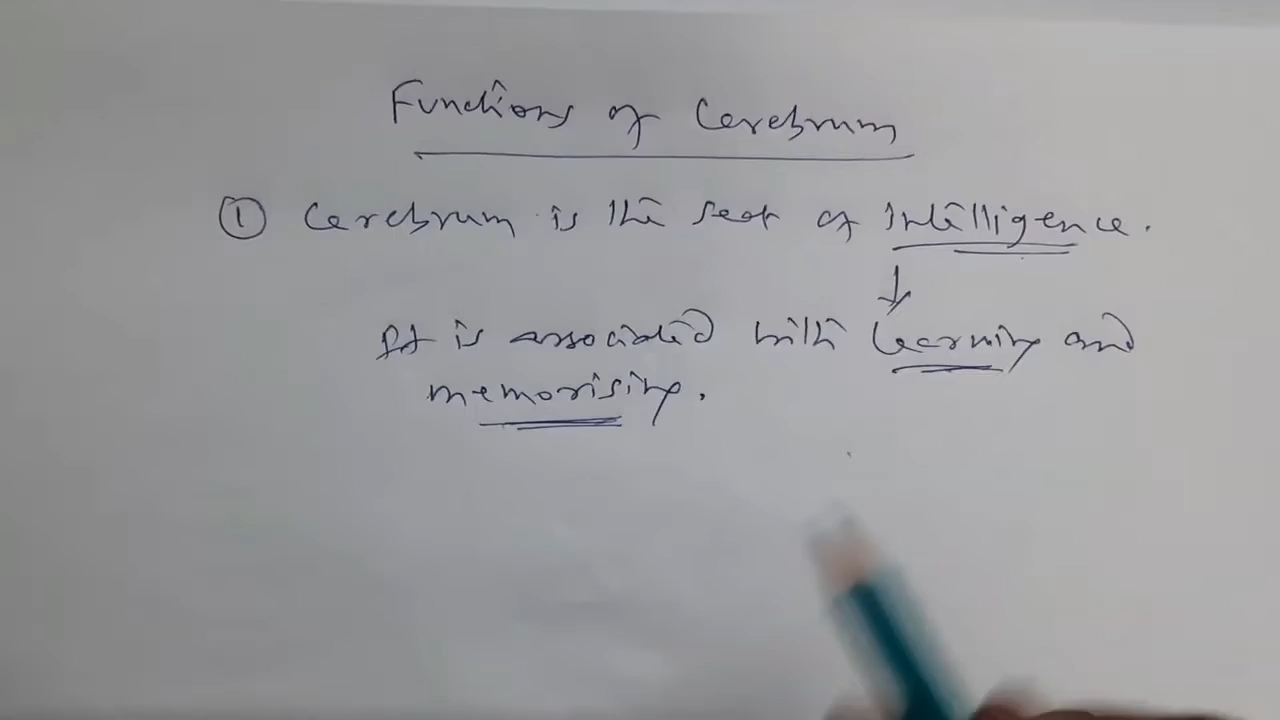 Functions of Cerebrum
① Cerebrum is the seat of intelligence.
↓
It is associated with learning and
memorising.